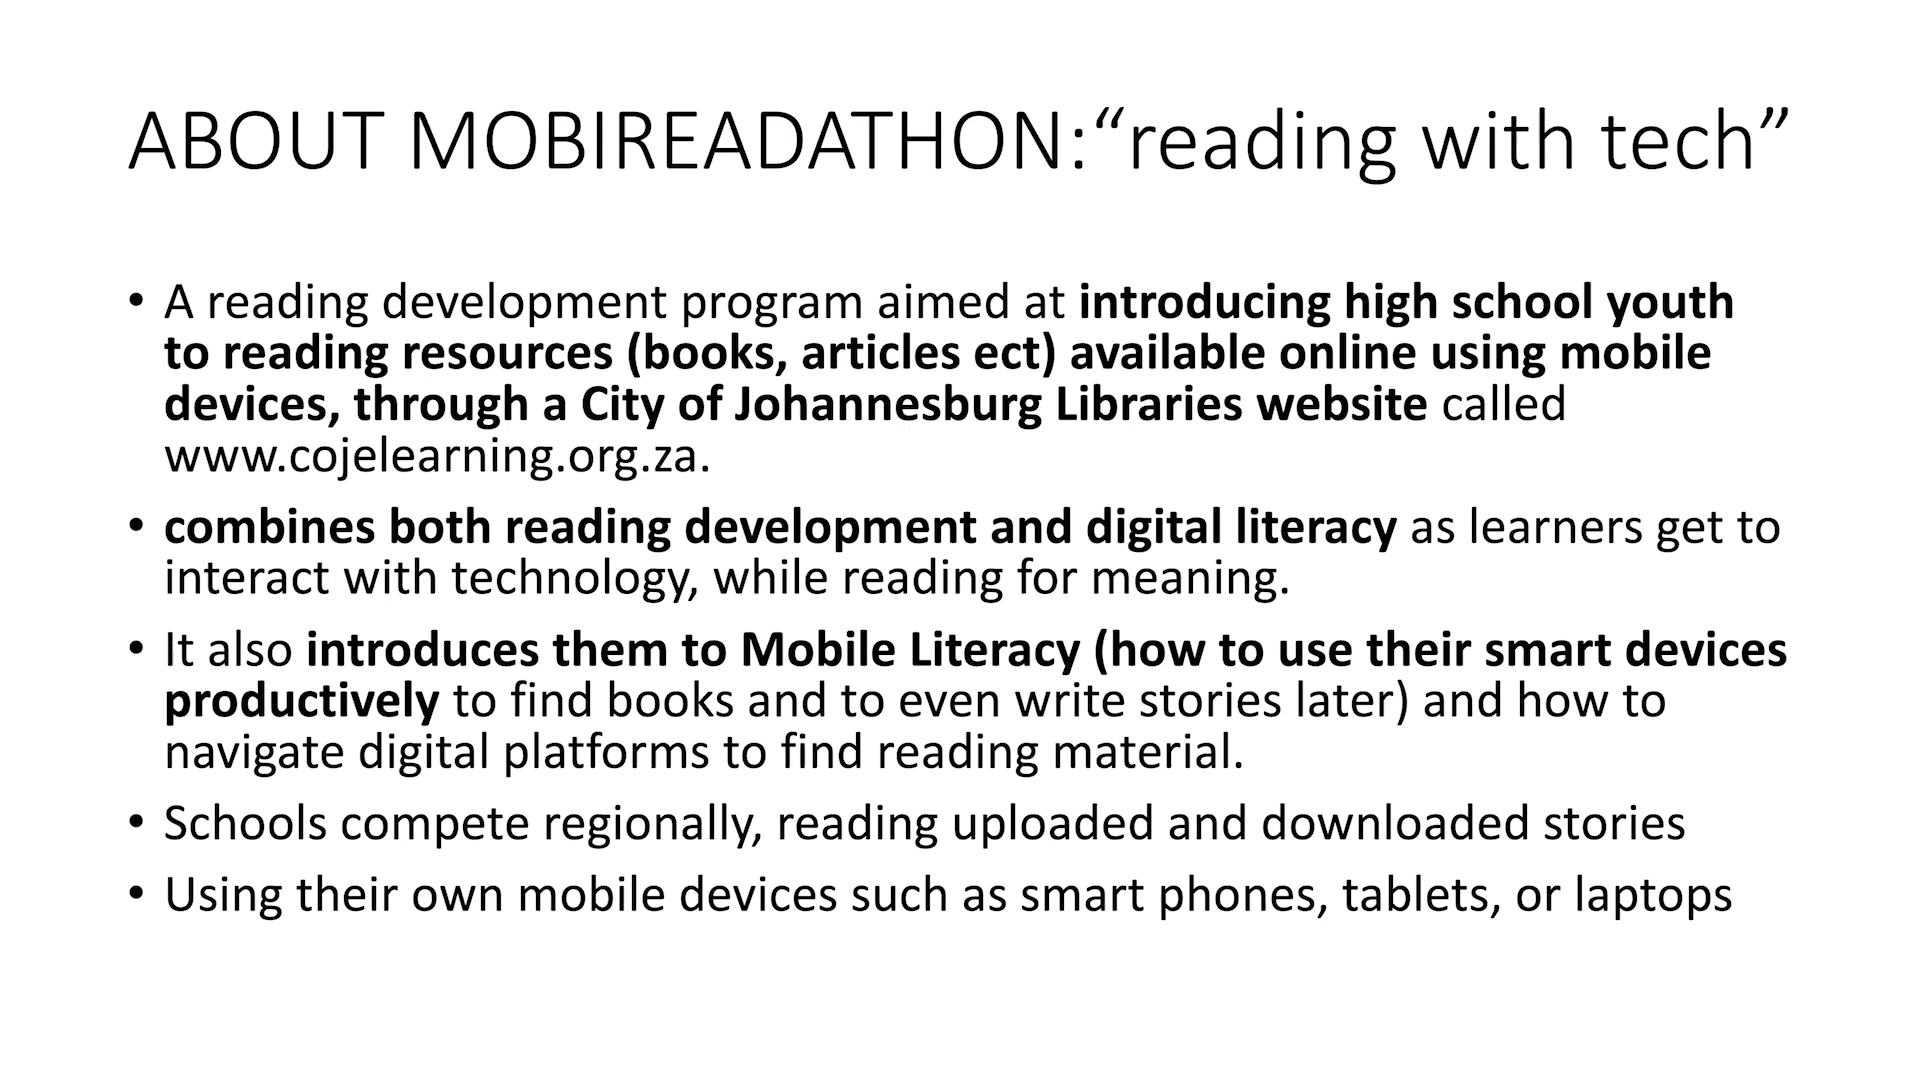 ABOUT MOBIREADATHON:“reading with tech”
• A reading development program aimed at introducing high school youth
to reading resources (books, articles ect) available online using mobile
devices, through a City of Johannesburg Libraries website called
www.cojelearning.org.za.
• combines both reading development and digital literacy as learners get to
interact with technology, while reading for meaning.
• It also introduces them to Mobile Literacy (how to use their smart devices
productively to find books and to even write stories later) and how to
navigate digital platforms to find reading material.
• Schools compete regionally, reading uploaded and downloaded stories
• Using their own mobile devices such as smart phones, tablets, or laptops